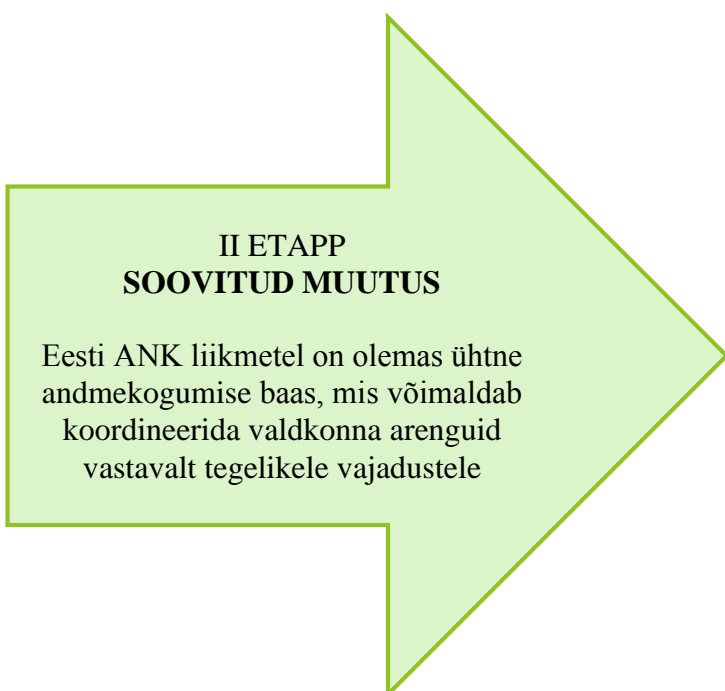 II ETAPP
SOOVITUD MUUTUS
Eesti ANK liikmetel on olemas ühtne
andmekogumise baas, mis võimaldab
koordineerida valdkonna arenguid
vastavalt tegelikele vajadustele